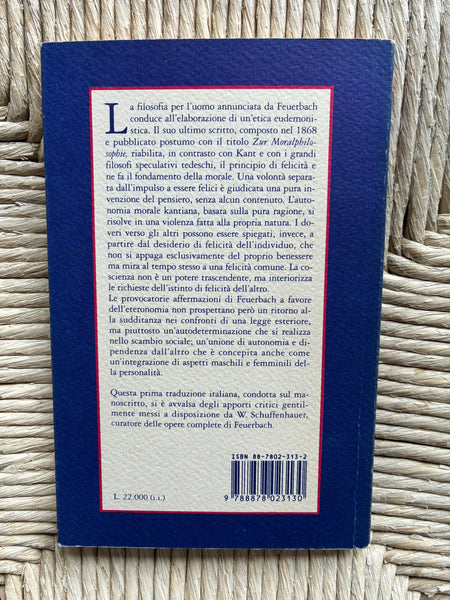 La filosofia per l'uomo annunciata da Feuerbach
conduce all'elaborazione di un'etica eudemoni-
stica. Il suo ultimo scritto, composto nel 1868
e pubblicato postumo con il titolo Zur Moralphilo-
sophie, riabilita, in contrasto con Kant e con i grandi
filosofi speculativi tedeschi, il principio di felicità e
ne fa il fondamento della morale. Una volontà separa-
ta dall'impulso a essere felici è giudicata una pura in-
venzione del pensiero, senza alcun contenuto. L'auto-
nomia morale kantiana, basata sulla pura ragione, si
risolve in una violenza fatta alla propria natura. I do-
veri verso gli altri possono essere spiegati, invece, a
partire dal desiderio di felicità dell'individuo, che
non si appaga esclusivamente del proprio benessere
ma mira al tempo stesso a una felicità comune. La co-
scienza non è un potere trascendente, ma interiorizza
le richieste dell'istinto di felicità dell'altro.
Le provocatorie affermazioni di Feuerbach a favore
dell'eteronomia non prospettano però un ritorno al-
la sudditanza nei confronti di una legge esteriore,
ma piuttosto un'autodeterminazione che si realizza
nello scambio sociale; un'unione di autonomia e di-
pendenza dall'altro che è concepita anche come
un'integrazione di aspetti maschili e femminili del-
la personalità.
Questa prima traduzione italiana, condotta sul ma-
noscritto, si è avvalsa degli apporti critici gentil-
mente messi a disposizione da W. Schuffenhauer,
curatore delle opere complete di Feuerbach.
ISBN 88-7802-313-2
L. 22.000 (i.i.)
9 788878 023130